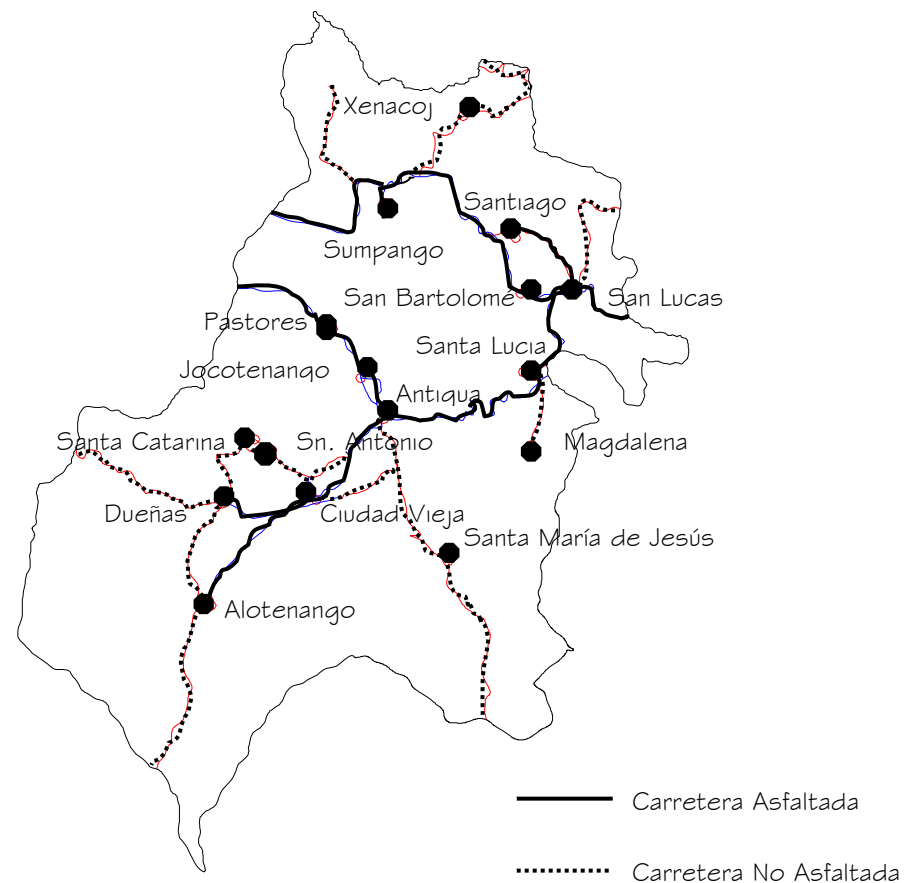 Xenacoj
Santiago
Sumpango
San Bartolomé
San Lucas
Pastores
Santa Lucia
Jocotenango
Antigua
Santa Catarina
Sn. Antonio
Magdalena
Dueñas
Ciudad Vieja
Santa María de Jesús
Alotenango
Carretera Asfaltada
Carretera No Asfaltada